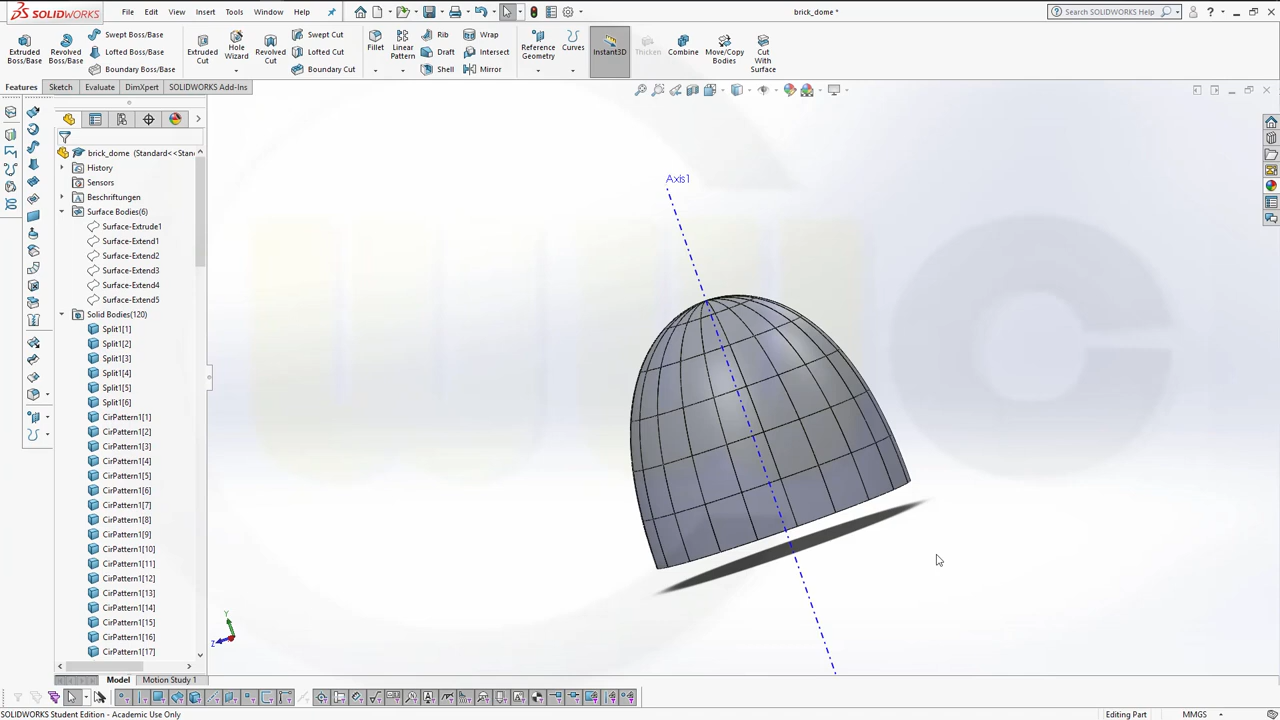 SOLIDWORKS File Edit View Insert Tools Window Help brick_dome * Search SOLIDWORKS Help
Extruded Boss/Base
Revolved Boss/Base
Swept Boss/Base
Lofted Boss/Base
Boundary Boss/Base
Extruded Cut
Hole Wizard
Revolved Cut
Swept Cut
Lofted Cut
Boundary Cut
Fillet
Linear Pattern
Rib
Draft
Shell
Wrap
Intersect
Mirror
Reference Geometry
Curves
Instant3D
Thicken
Combine
Move/Copy Bodies
Cut With Surface
Features Sketch Evaluate DimXpert SOLIDWORKS Add-Ins
brick_dome (Standard<<Stan
History
Sensors
Beschriftungen
Surface Bodies(6)
Surface-Extrude1
Surface-Extend1
Surface-Extend2
Surface-Extend3
Surface-Extend4
Surface-Extend5
Solid Bodies(120)
Split1[1]
Split1[2]
Split1[3]
Split1[4]
Split1[5]
Split1[6]
CirPattern1[1]
CirPattern1[2]
CirPattern1[3]
CirPattern1[4]
CirPattern1[5]
CirPattern1[6]
CirPattern1[7]
CirPattern1[8]
CirPattern1[9]
CirPattern1[10]
CirPattern1[11]
CirPattern1[12]
CirPattern1[13]
CirPattern1[14]
CirPattern1[15]
CirPattern1[16]
CirPattern1[17]
Axis1
Y
Z
Model Motion Study 1
SOLIDWORKS Student Edition - Academic Use Only Editing Part MMGS